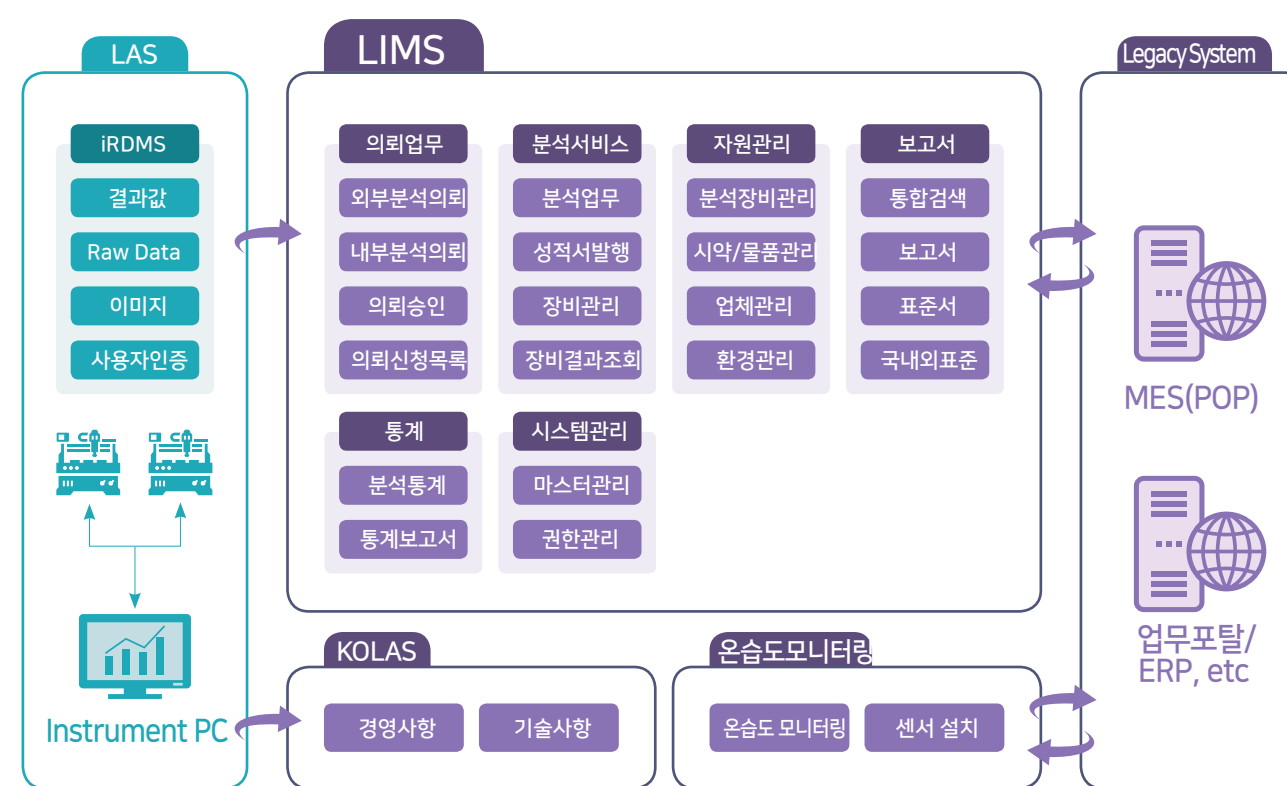 LAS
iRDMS
결과값
Raw Data
이미지
사용자인증
Instrument PC
LIMS
의뢰업무
외부분석의뢰
내부분석의뢰
의뢰승인
의뢰신청목록
분석서비스
분석업무
성적서발행
장비관리
장비결과조회
자원관리
분석장비관리
시약/물품관리
업체관리
환경관리
보고서
통합검색
보고서
표준서
국내외표준
통계
분석통계
통계보고서
시스템관리
마스터관리
권한관리
KOLAS
경영사항
기술사항
온습도모니터링
온습도 모니터링
센서 설치
Legacy System
MES(POP)
업무포탈/
ERP, etc